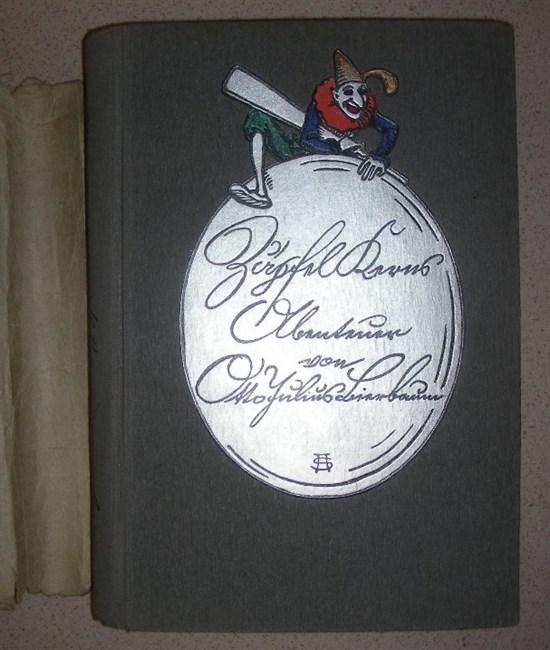 Zäpfel Kerns
Abenteuer
von
Otto Julius Bierbaum